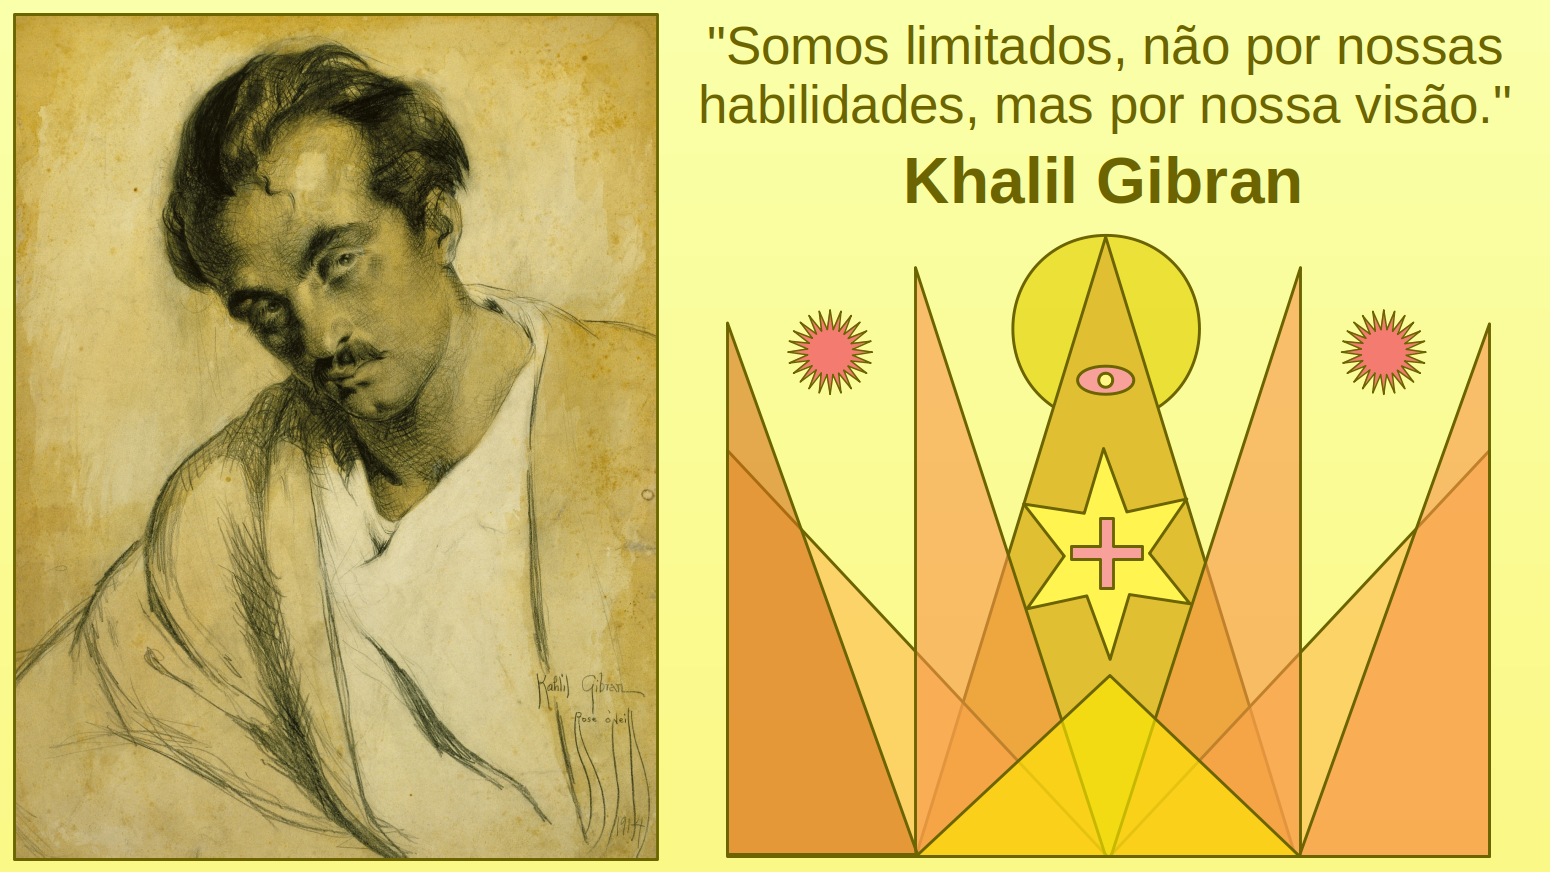 "Somos limitados, não por nossas
habilidades, mas por nossa visão."
Khalil Gibran
Kahlil Gibran
Rose O'Neill
1914